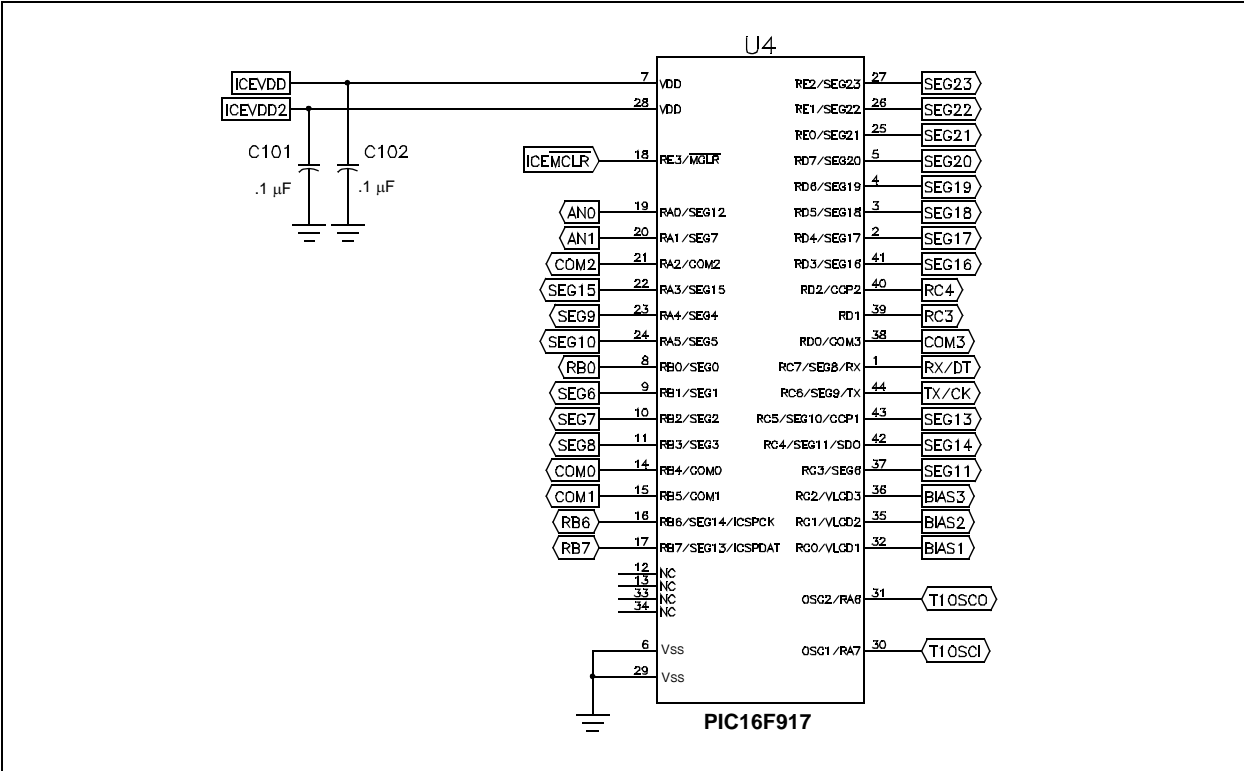 U4
ICEVDD 7 VDD RE2/SEG23 27 SEG23
ICEVDD2 28 VDD RE1/SEG22 26 SEG22
RE0/SEG21 25 SEG21
C101 C102 ICEMCLR 18 RE3/MCLR RD7/SEG20 5 SEG20
.1 µF .1 µF RD6/SEG19 4 SEG19
AN0 19 RA0/SEG12 RD5/SEG18 3 SEG18
AN1 20 RA1/SEG7 RD4/SEG17 2 SEG17
COM2 21 RA2/COM2 RD3/SEG16 41 SEG16
SEG15 22 RA3/SEG15 RD2/CCP2 40 RC4
SEG9 23 RA4/SEG4 RD1 39 RC3
SEG10 24 RA5/SEG5 RD0/COM3 38 COM3
RB0 8 RB0/SEG0 RC7/SEG8/RX 1 RX/DT
SEG6 9 RB1/SEG1 RC6/SEG9/TX 44 TX/CK
SEG7 10 RB2/SEG2 RC5/SEG10/CCP1 43 SEG13
SEG8 11 RB3/SEG3 RC4/SEG11/SDO 42 SEG14
COM0 14 RB4/COM0 RC3/SEG6 37 SEG11
COM1 15 RB5/COM1 RC2/VLCD3 36 BIAS3
RB6 16 RB6/SEG14/ICSPCK RC1/VLCD2 35 BIAS2
RB7 17 RB7/SEG13/ICSPDAT RC0/VLCD1 32 BIAS1
12 NC
13 NC
33 NC OSC2/RA6 31 T1OSCO
34 NC
6 VSS OSC1/RA7 30 T1OSCI
29 VSS
PIC16F917